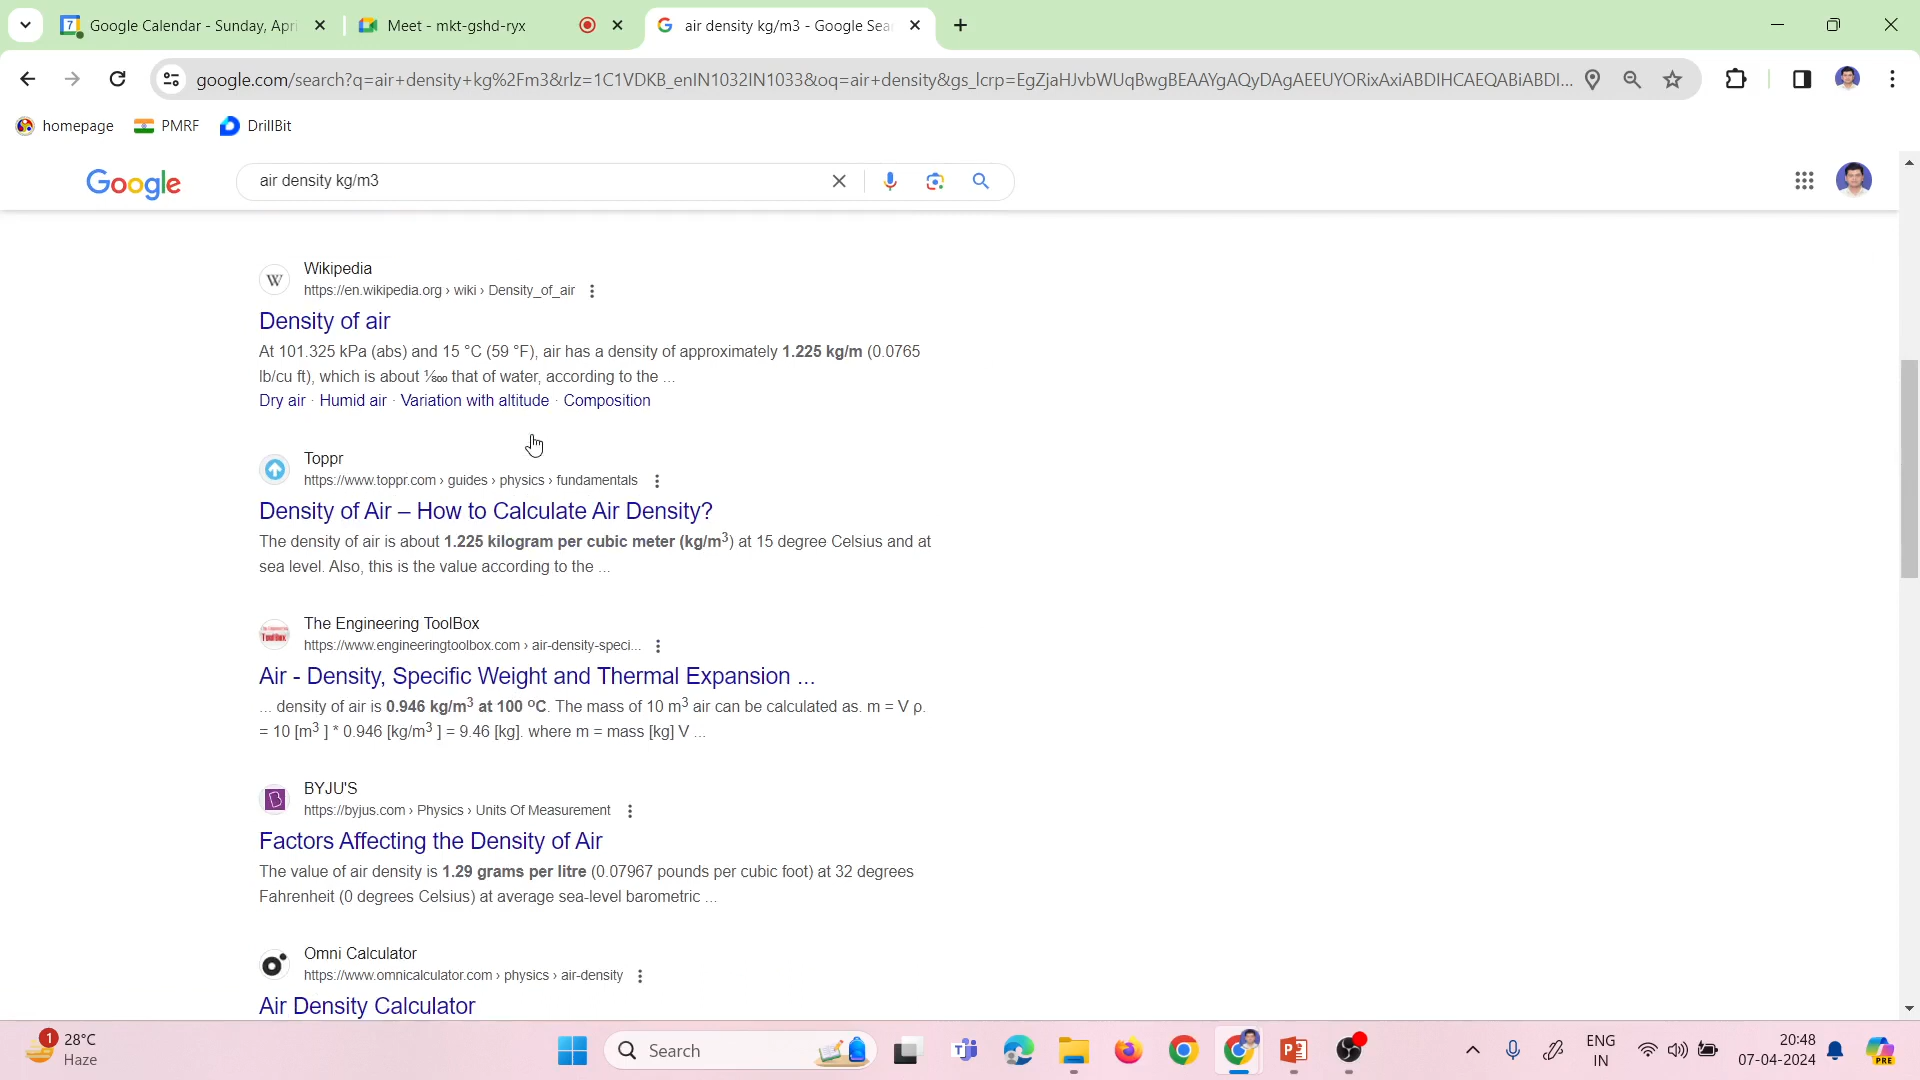 Google Calendar - Sunday, Apri
Meet - mkt-gshd-ryx
air density kg/m3 - Google Sear
google.com/search?q=air+density+kg%2Fm3&rlz=1C1VDKB_enIN1032IN1033&oq=air+density&gs_lcrp=EgZjaHJvbWUqBwgBEAAYgAQyDAgAEEUYORixAxiABDIHCAEQABiABDI...
homepage
PMRF
DrillBit
Google
air density kg/m3
Wikipedia
https://en.wikipedia.org › wiki › Density_of_air
Density of air
At 101.325 kPa (abs) and 15 °C (59 °F), air has a density of approximately 1.225 kg/m (0.0765
lb/cu ft), which is about 1⁄800 that of water, according to the ...
Dry air · Humid air · Variation with altitude · Composition
Toppr
https://www.toppr.com › guides › physics › fundamentals
Density of Air – How to Calculate Air Density?
The density of air is about 1.225 kilogram per cubic meter (kg/m³) at 15 degree Celsius and at
sea level. Also, this is the value according to the ...
The Engineering ToolBox
https://www.engineeringtoolbox.com › air-density-speci...
Air - Density, Specific Weight and Thermal Expansion ...
... density of air is 0.946 kg/m³ at 100 ºC. The mass of 10 m³ air can be calculated as. m = V ρ.
= 10 [m³ ] * 0.946 [kg/m³ ] = 9.46 [kg]. where m = mass [kg] V ...
BYJU'S
https://byjus.com › Physics › Units Of Measurement
Factors Affecting the Density of Air
The value of air density is 1.29 grams per litre (0.07967 pounds per cubic foot) at 32 degrees
Fahrenheit (0 degrees Celsius) at average sea-level barometric ...
Omni Calculator
https://www.omnicalculator.com › physics › air-density
Air Density Calculator
1
28°C
Haze
Search
ENG
IN
20:48
07-04-2024
PRE